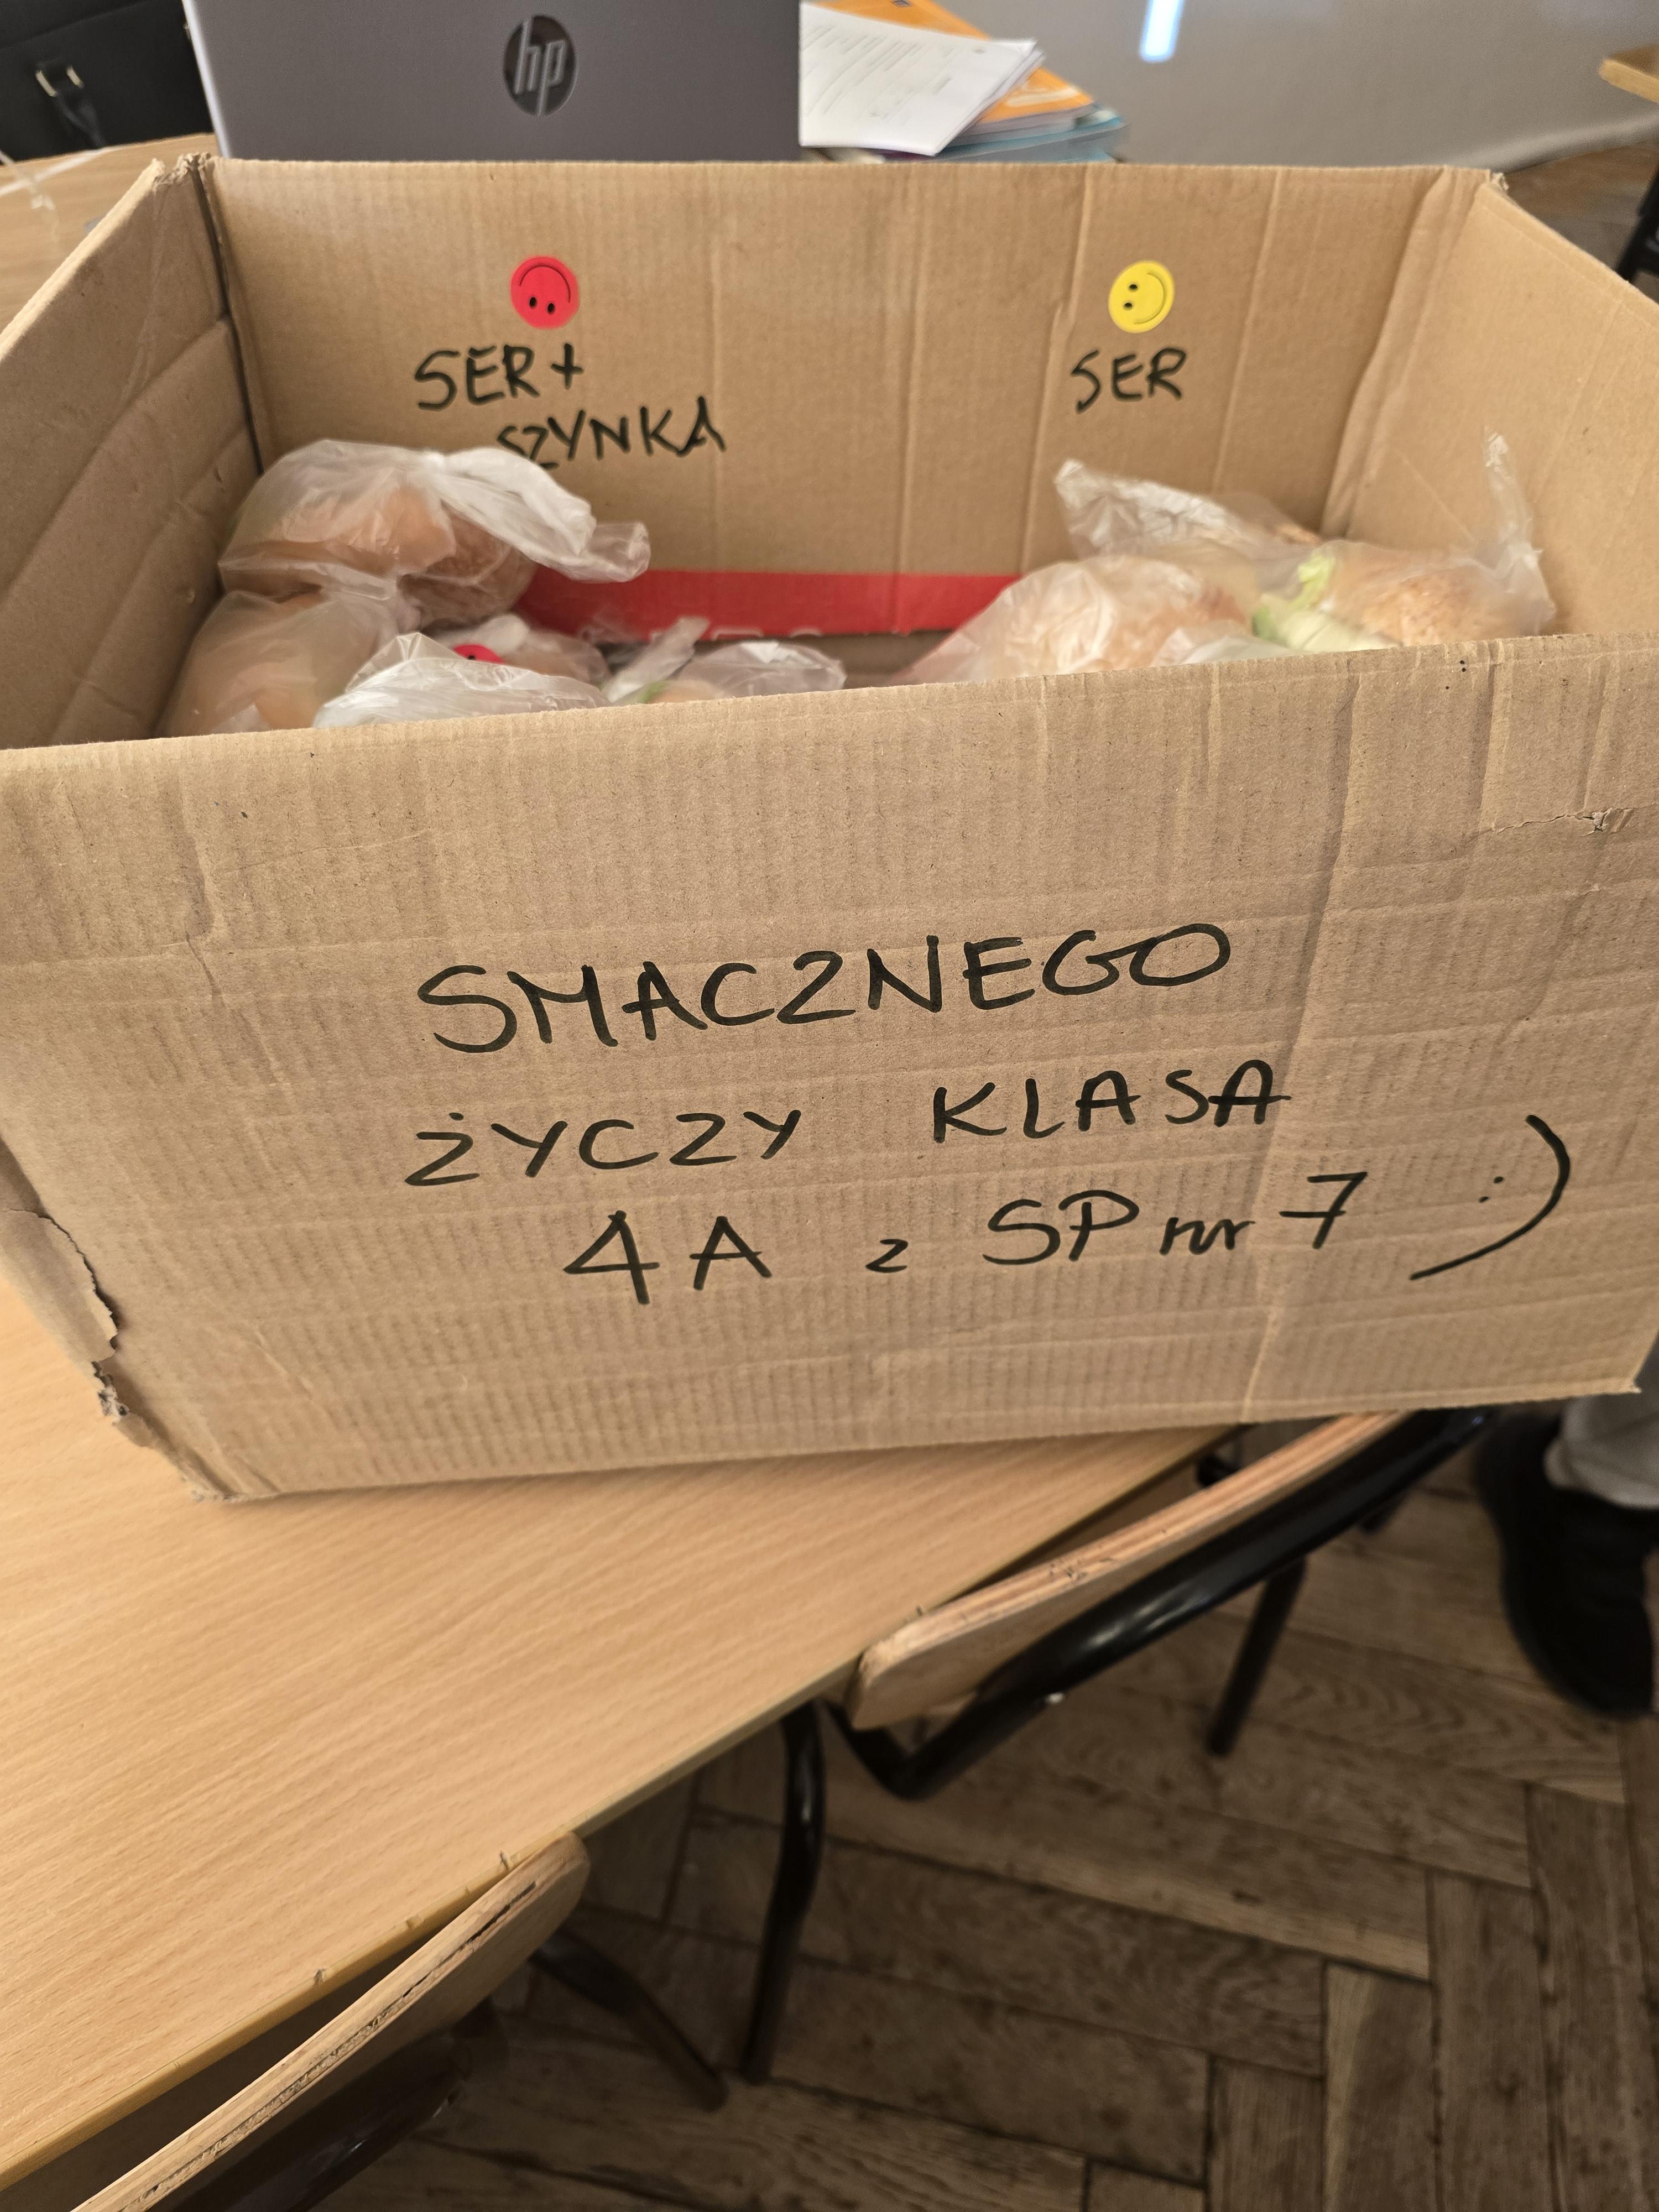 hp
SER +
SZYNKA
SER
SMACZNEGO
ŻYCZY KLASA
4A z SP nr 7 :)